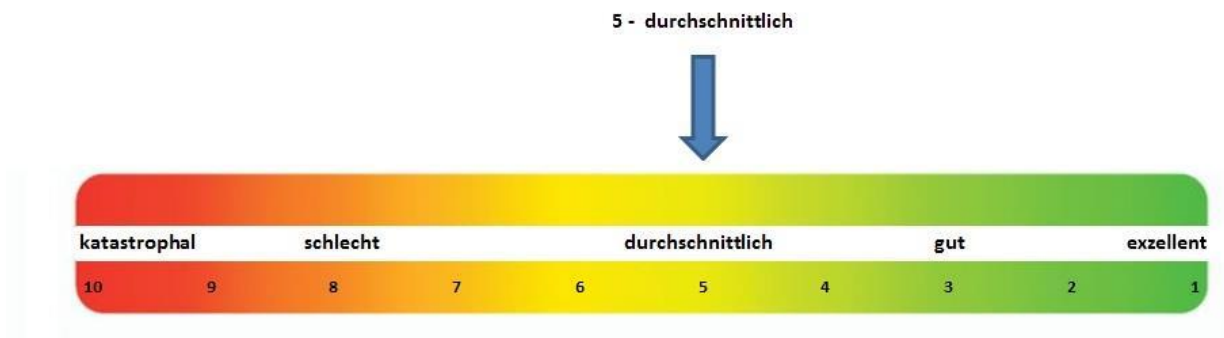 5 - durchschnittlich
katastrophal schlecht durchschnittlich gut exzellent
10 9 8 7 6 5 4 3 2 1